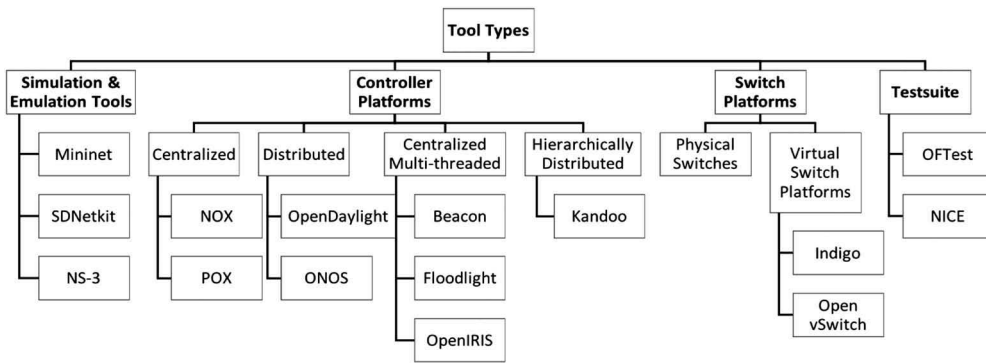 Tool Types
Simulation &
Emulation Tools
Controller
Platforms
Switch
Platforms
Testsuite
Mininet
SDNetkit
NS-3
Centralized
NOX
POX
Distributed
OpenDaylight
ONOS
Centralized
Multi-threaded
Beacon
Floodlight
OpenIRIS
Hierarchically
Distributed
Kandoo
Physical
Switches
Virtual
Switch
Platforms
Indigo
Open
vSwitch
OFTest
NICE